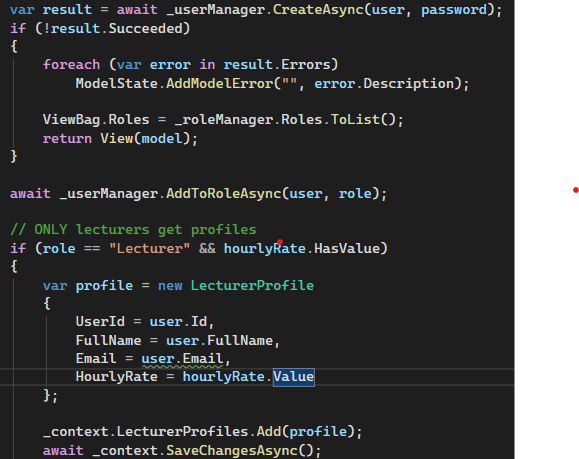 var result = await _userManager.CreateAsync(user, password);
if (!result.Succeeded)
{
    foreach (var error in result.Errors)
        ModelState.AddModelError("", error.Description);

    ViewBag.Roles = _roleManager.Roles.ToList();
    return View(model);
}

await _userManager.AddToRoleAsync(user, role);

// ONLY lecturers get profiles
if (role == "Lecturer" && hourlyRate.HasValue)
{
    var profile = new LecturerProfile
    {
        UserId = user.Id,
        FullName = user.FullName,
        Email = user.Email,
        HourlyRate = hourlyRate.Value
    };

    _context.LecturerProfiles.Add(profile);
    await _context.SaveChangesAsync();